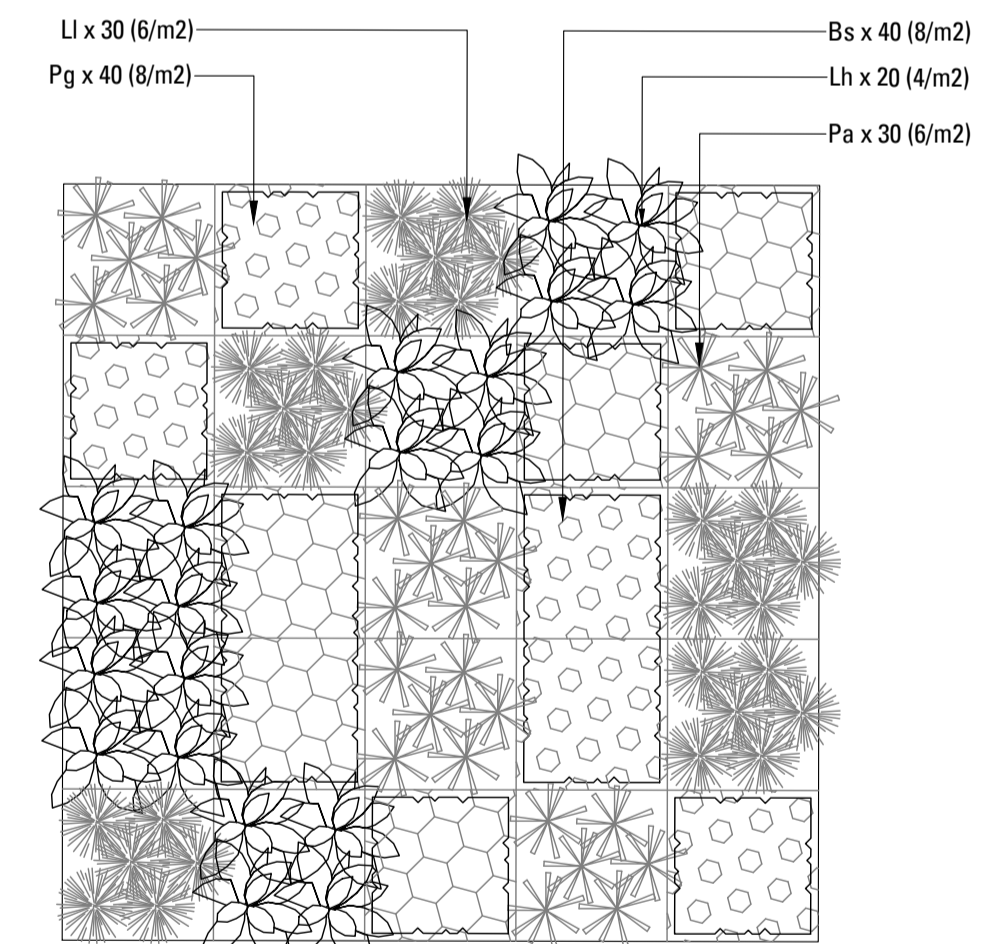 Ll x 30 (6/m2)
Pg x 40 (8/m2)
Bs x 40 (8/m2)
Lh x 20 (4/m2)
Pa x 30 (6/m2)